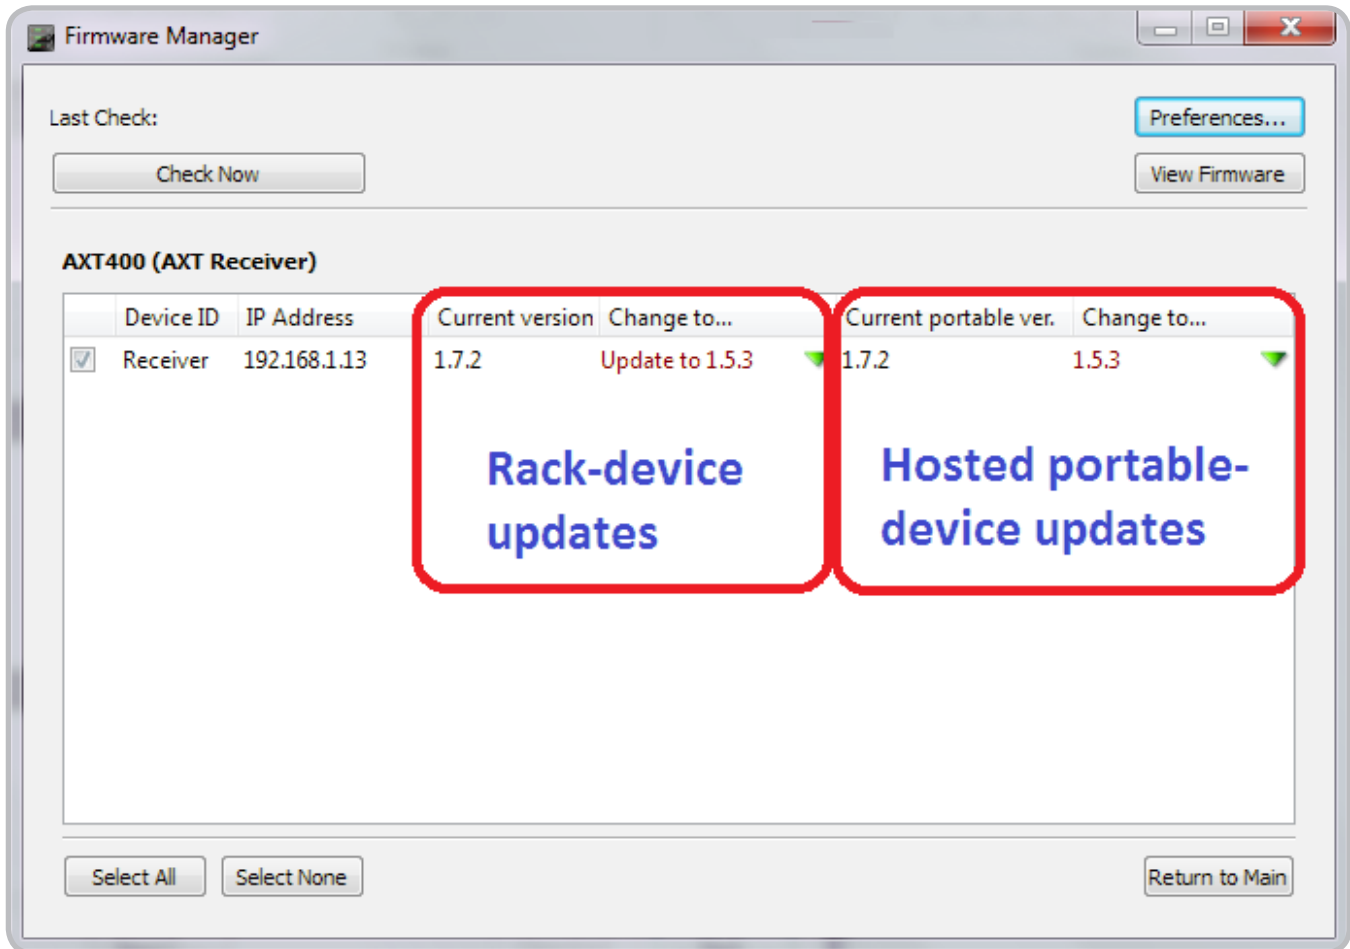 Firmware Manager
Last Check:
Preferences...
Check Now
View Firmware
AXT400 (AXT Receiver)
Device ID IP Address Current version Change to... Current portable ver. Change to...
Receiver 192.168.1.13 1.7.2 Update to 1.5.3 1.7.2 1.5.3
Rack-device
updates
Hosted portable-
device updates
Select All Select None Return to Main